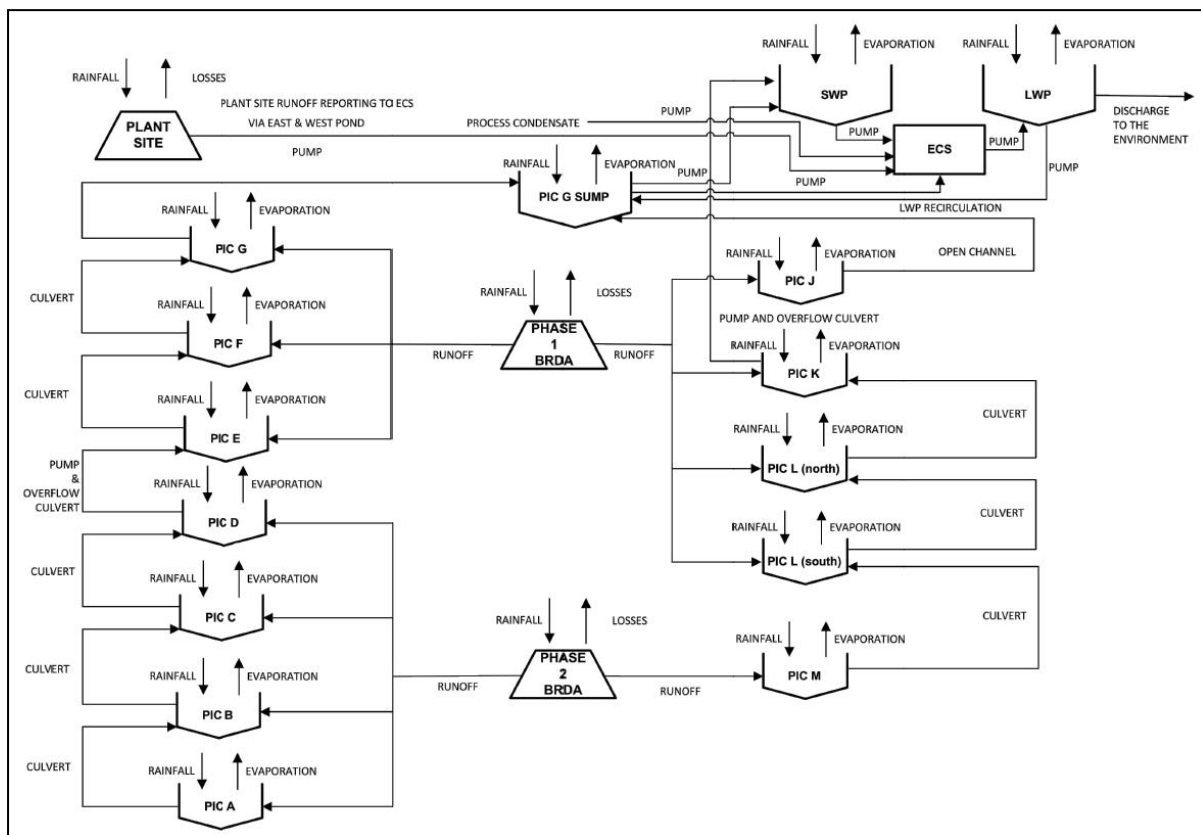 RAINFALL
EVAPORATION
RAINFALL
EVAPORATION
SWP
LWP
RAINFALL
LOSSES
PLANT SITE RUNOFF REPORTING TO ECS
VIA EAST & WEST POND
PUMP
PLANT
SITE
PROCESS CONDENSATE
PUMP
PUMP
ECS
PUMP
DISCHARGE
TO THE
ENVIRONMENT
RAINFALL
EVAPORATION
PUMP
PUMP
PUMP
PIC G SUMP
LWP RECIRCULATION
RAINFALL
EVAPORATION
PIC G
RAINFALL
EVAPORATION
OPEN CHANNEL
PIC J
CULVERT
RAINFALL
EVAPORATION
PIC F
RAINFALL
LOSSES
PHASE
1
BRDA
RUNOFF
RUNOFF
PUMP AND OVERFLOW CULVERT
RAINFALL
EVAPORATION
PIC K
CULVERT
RAINFALL
EVAPORATION
PIC E
CULVERT
RAINFALL
EVAPORATION
PIC L (north)
PUMP
&
OVERFLOW
CULVERT
RAINFALL
EVAPORATION
PIC D
CULVERT
RAINFALL
EVAPORATION
PIC L (south)
CULVERT
RAINFALL
EVAPORATION
PIC C
CULVERT
RAINFALL
LOSSES
PHASE
2
BRDA
RUNOFF
RUNOFF
RAINFALL
EVAPORATION
PIC M
CULVERT
RAINFALL
EVAPORATION
PIC B
CULVERT
RAINFALL
EVAPORATION
PIC A